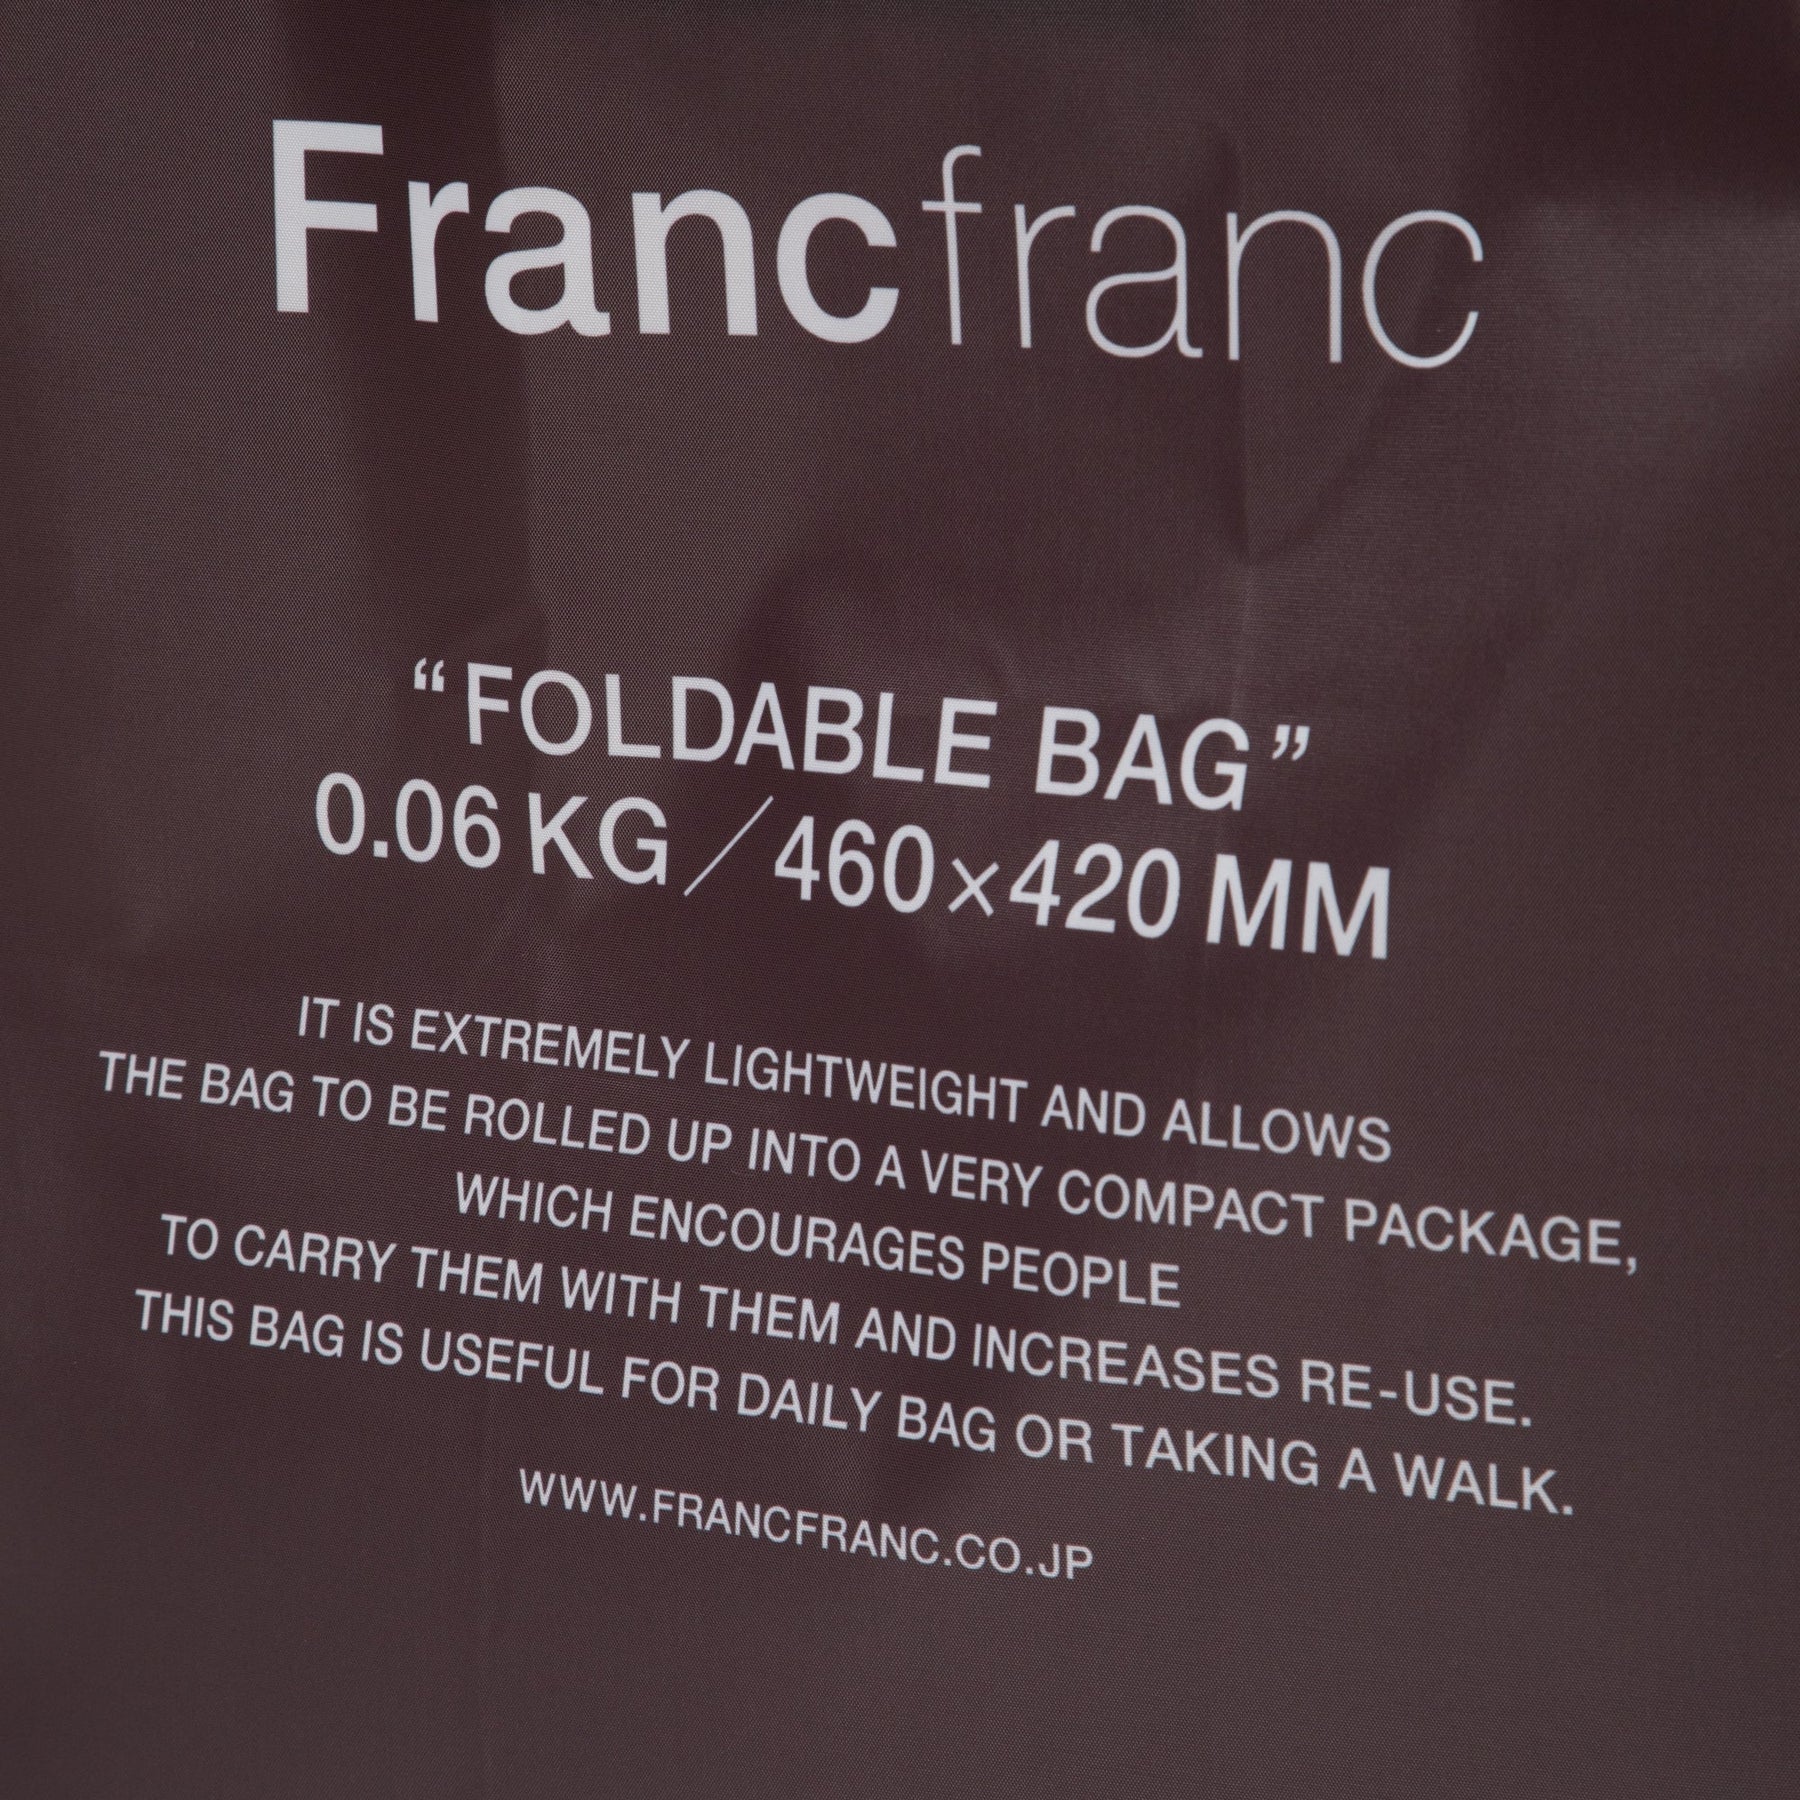 Francfranc
“FOLDABLE BAG”
0.06 KG／460×420 MM
IT IS EXTREMELY LIGHTWEIGHT AND ALLOWS
THE BAG TO BE ROLLED UP INTO A VERY COMPACT PACKAGE,
WHICH ENCOURAGES PEOPLE
TO CARRY THEM WITH THEM AND INCREASES RE-USE.
THIS BAG IS USEFUL FOR DAILY BAG OR TAKING A WALK.
WWW.FRANCFRANC.CO.JP